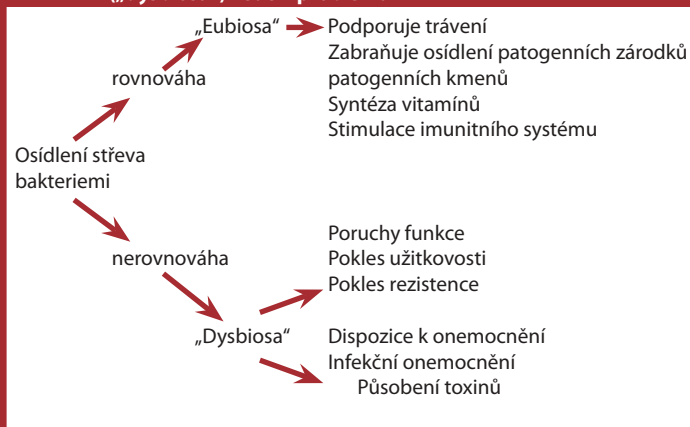 „Eubiosa“
Podporuje trávení
Zabraňuje osídlení patogenních zárodků
rovnováha
patogenních kmenů
Syntéza vitamínů
Stimulace imunitního systému
Osídlení střeva
bakteriemi
Poruchy funkce
nerovnováha
Pokles užitkovosti
Pokles rezistence
„Dysbiosa“
Dispozice k onemocnění
Infekční onemocnění
Působení toxinů